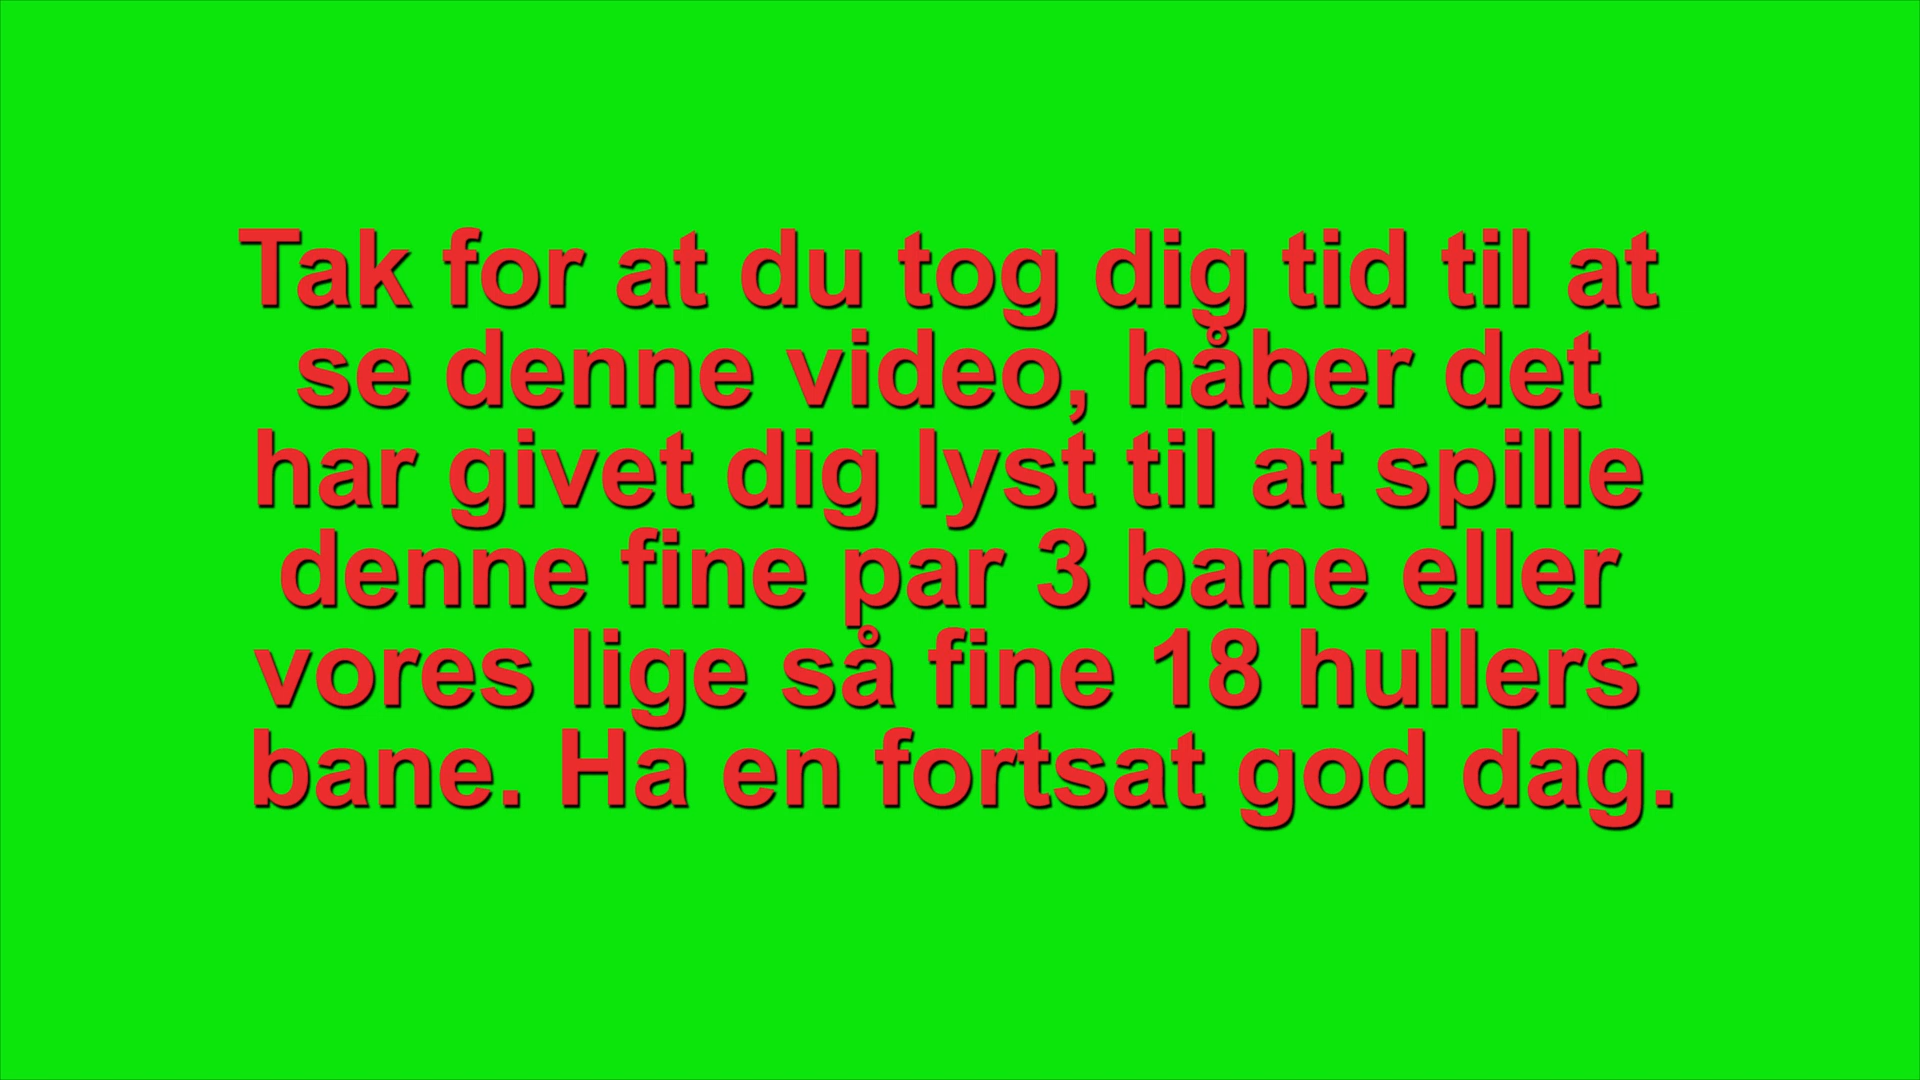 Tak for at du tog dig tid til at
se denne video, håber det
har givet dig lyst til at spille
denne fine par 3 bane eller
vores lige så fine 18 hullers
bane. Ha en fortsat god dag.